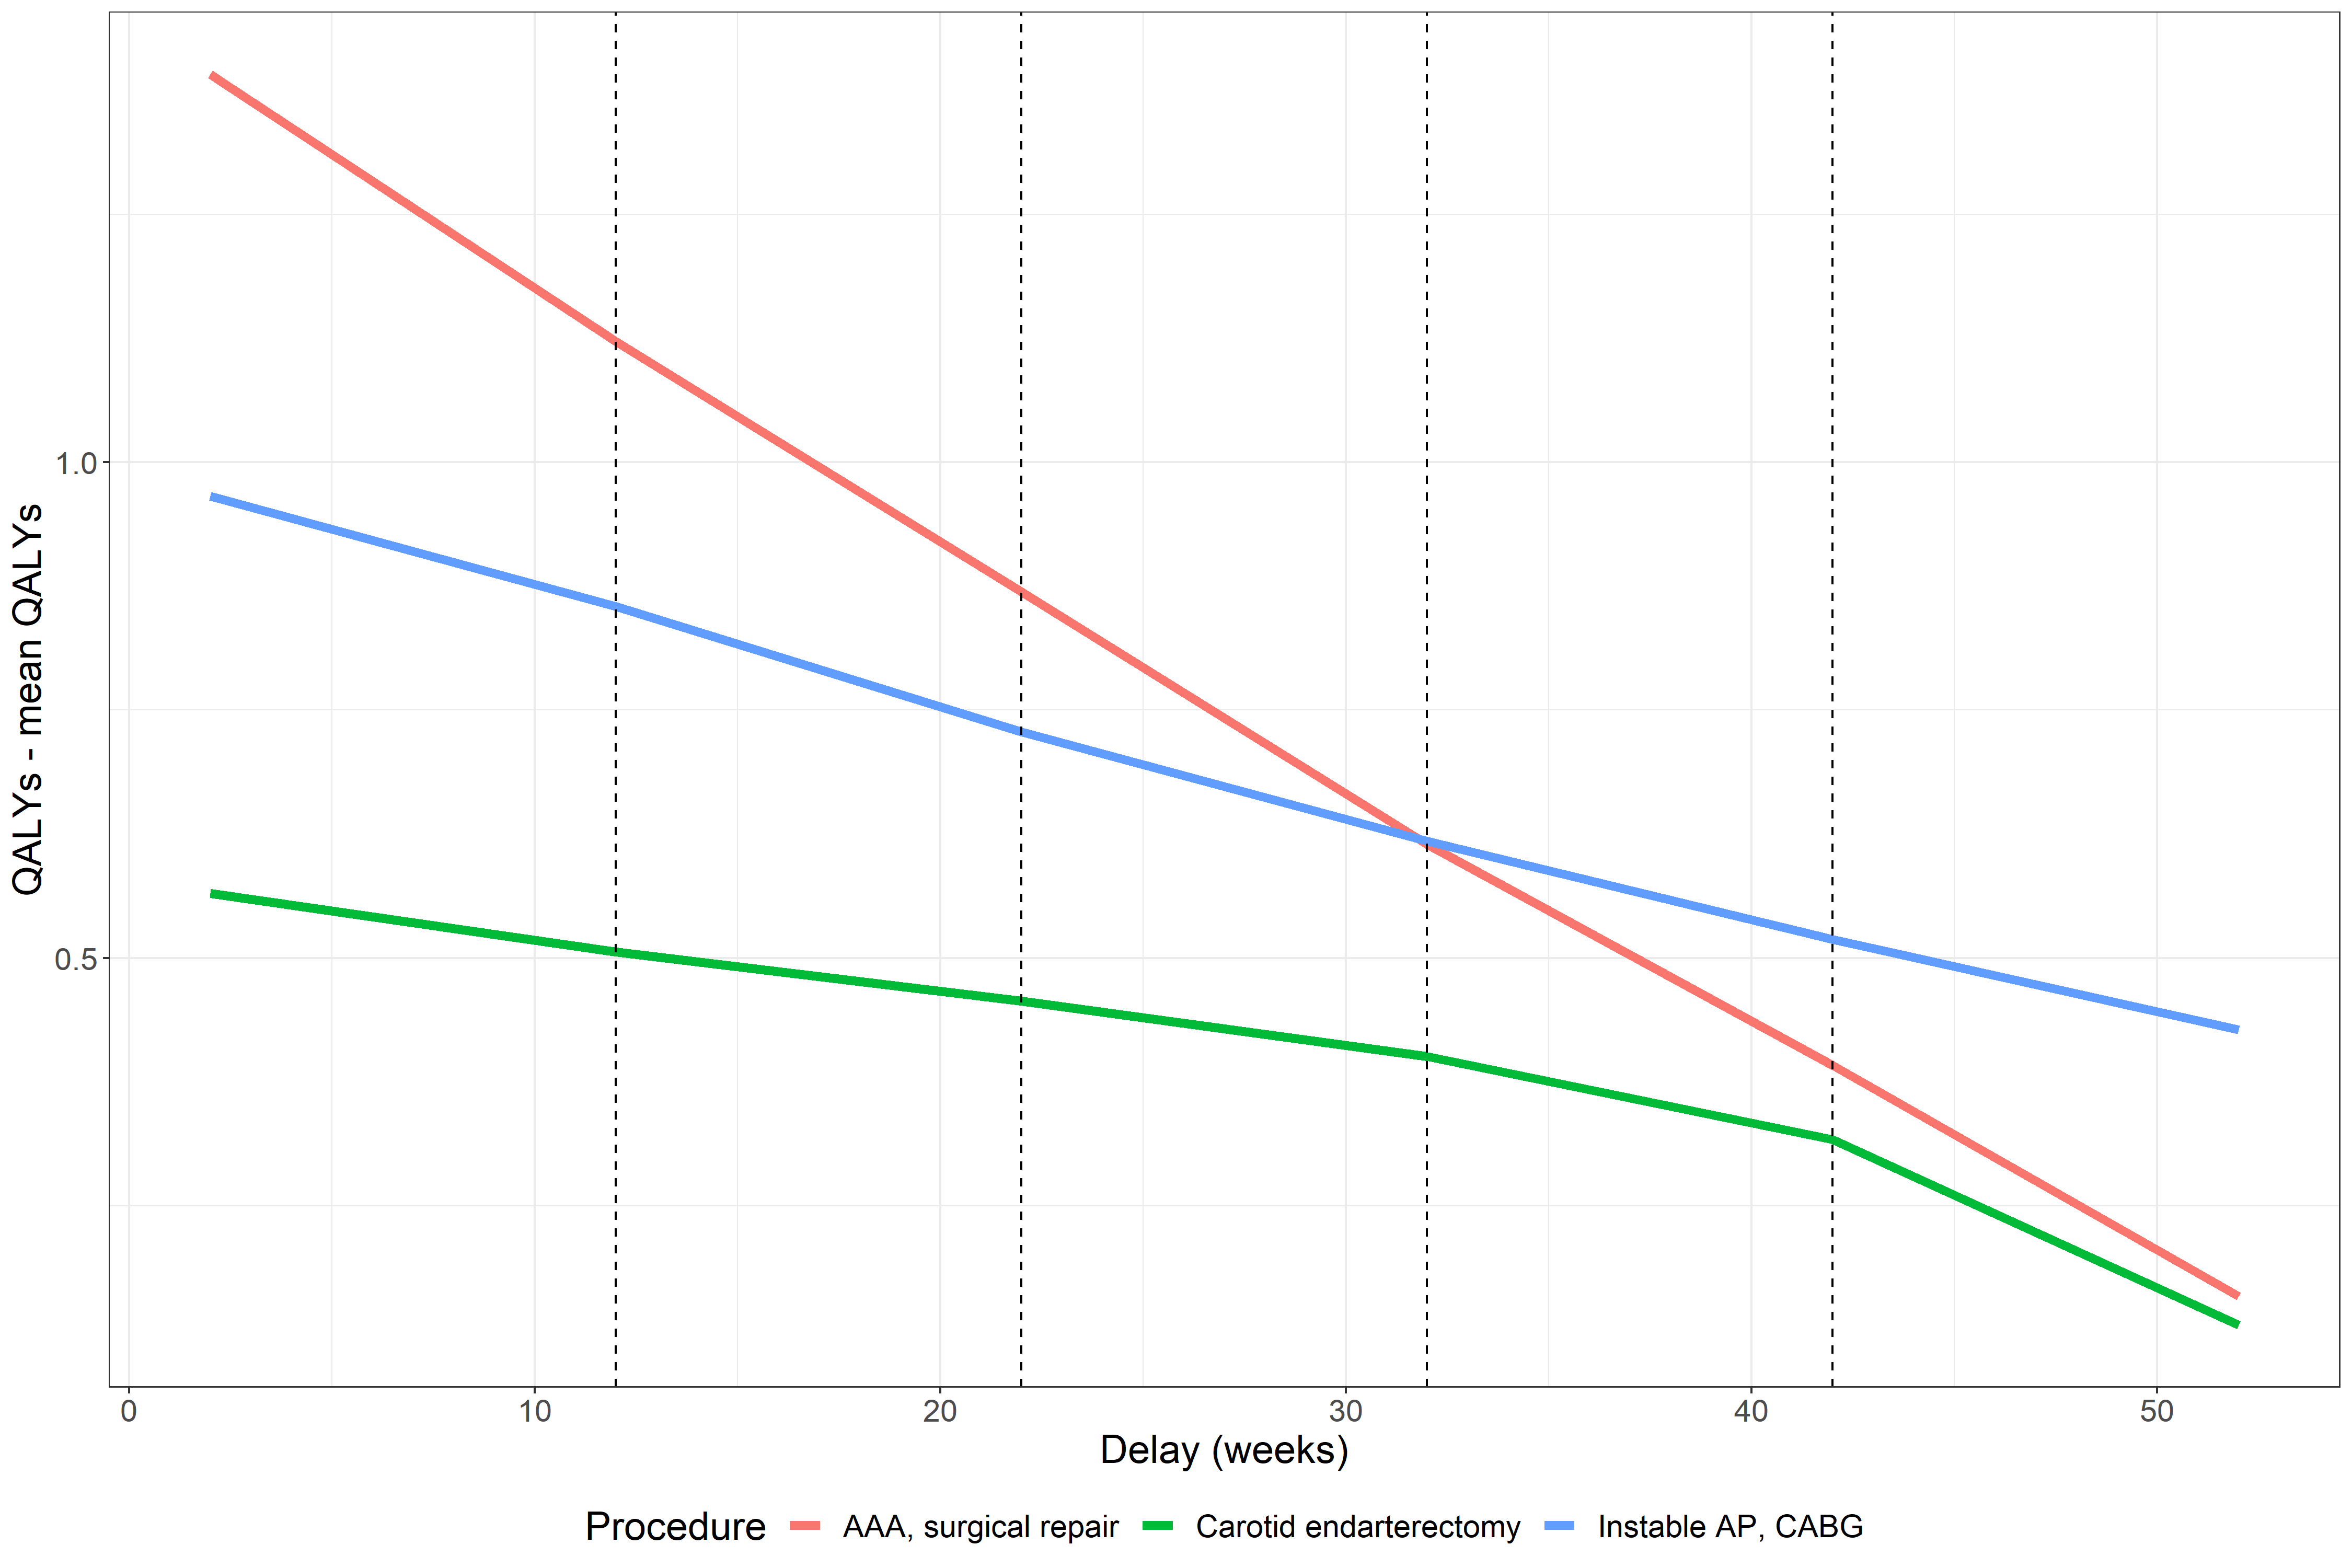 QALYs - mean QALYs
1.0
0.5
0 10 20 30 40 50
Delay (weeks)
Procedure AAA, surgical repair Carotid endarterectomy Instable AP, CABG